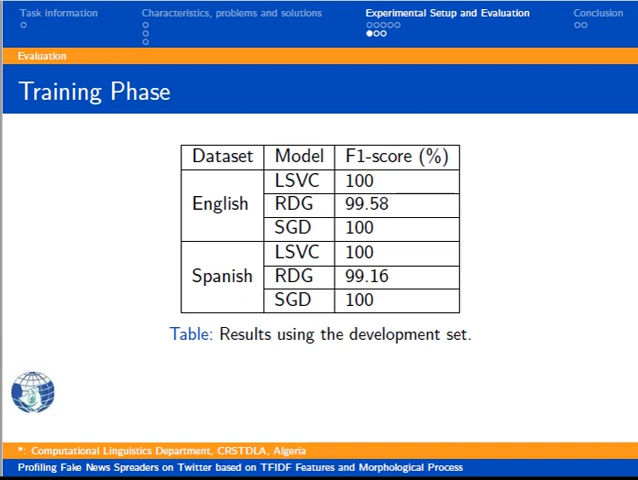 Task information Characteristics, problems and solutions Experimental Setup and Evaluation Conclusion
Evaluation
Training Phase
Dataset Model F1-score (%)
English LSVC 100
RDG 99.58
SGD 100
Spanish LSVC 100
RDG 99.16
SGD 100
Table: Results using the development set.
*: Computational Linguistics Department, CRSTDLA, Algeria
Profiling Fake News Spreaders on Twitter based on TFIDF Features and Morphological Process